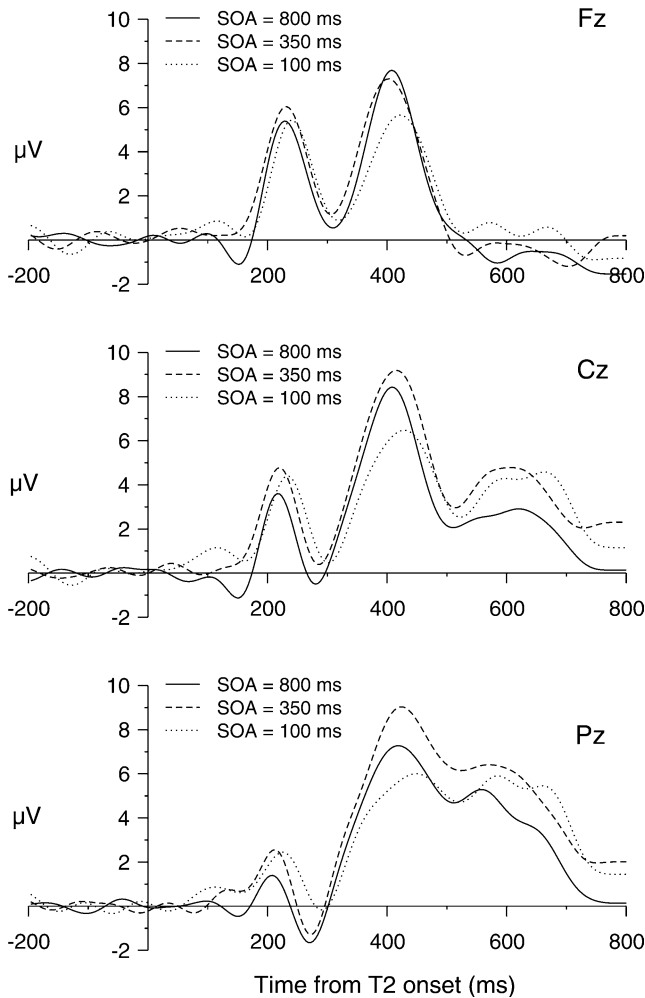 10
SOA = 800 ms
Fz
SOA = 350 ms
8
SOA = 100 ms
6
µV
4
2
-200
200
400
600
800
-2
10
SOA = 800 ms
Cz
SOA = 350 ms
8
SOA = 100 ms
6
µV
4
2
-200
200
400
600
800
-2
10
SOA = 800 ms
SOA = 350 ms
Pz
8
SOA = 100 ms
6
µV
4
2
-200
200
400
600
800
-2
Time from T2 onset (ms)